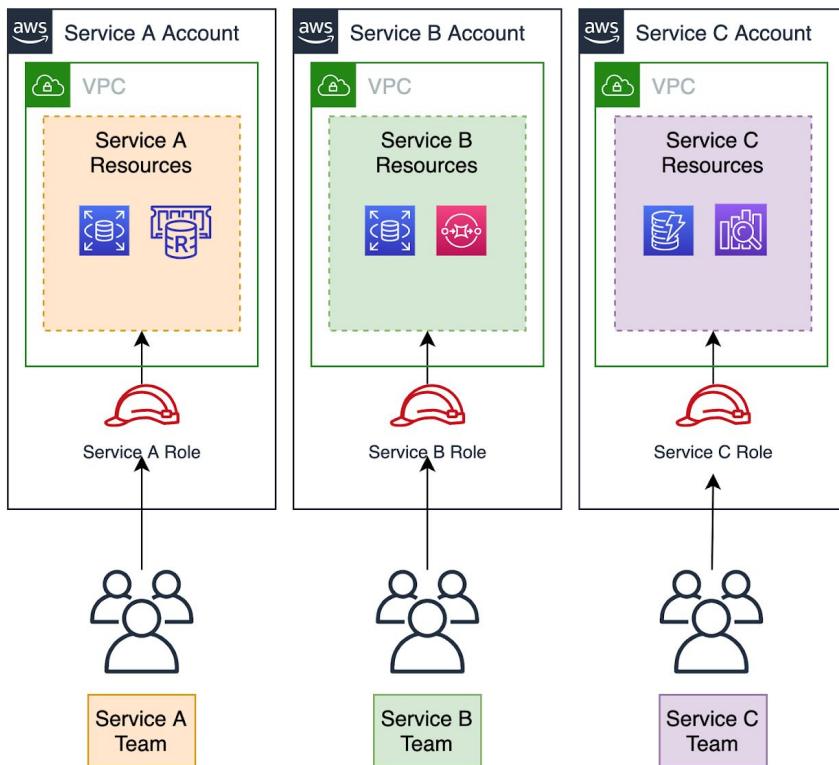 aws Service A Account
VPC
Service A
Resources
R
Service A Role
Service A
Team
aws Service B Account
VPC
Service B
Resources
Service B Role
Service B
Team
aws Service C Account
VPC
Service C
Resources
C
Service C Role
Service C
Team